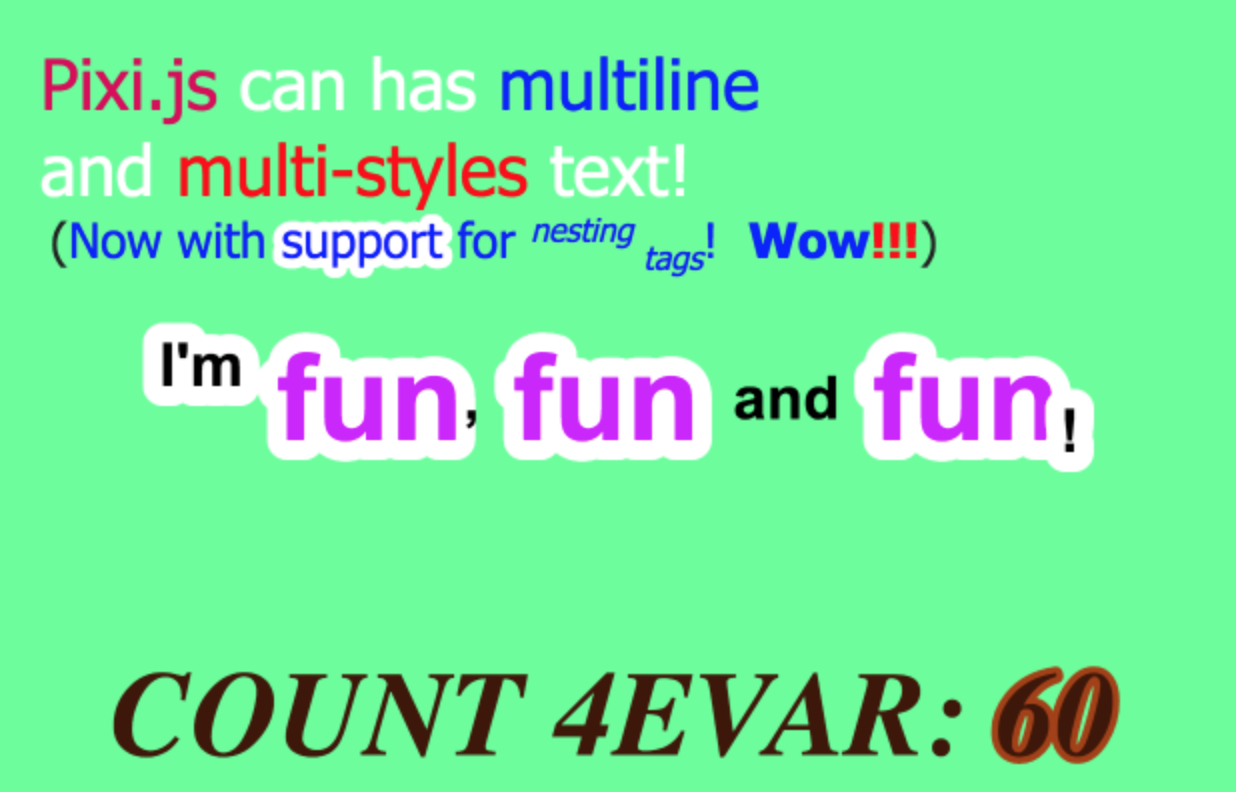 Pixi.js can has multiline
and multi-styles text!
(Now with support for nesting tags! Wow!!!)
I'm fun, fun and fun!
COUNT 4EVAR: 60